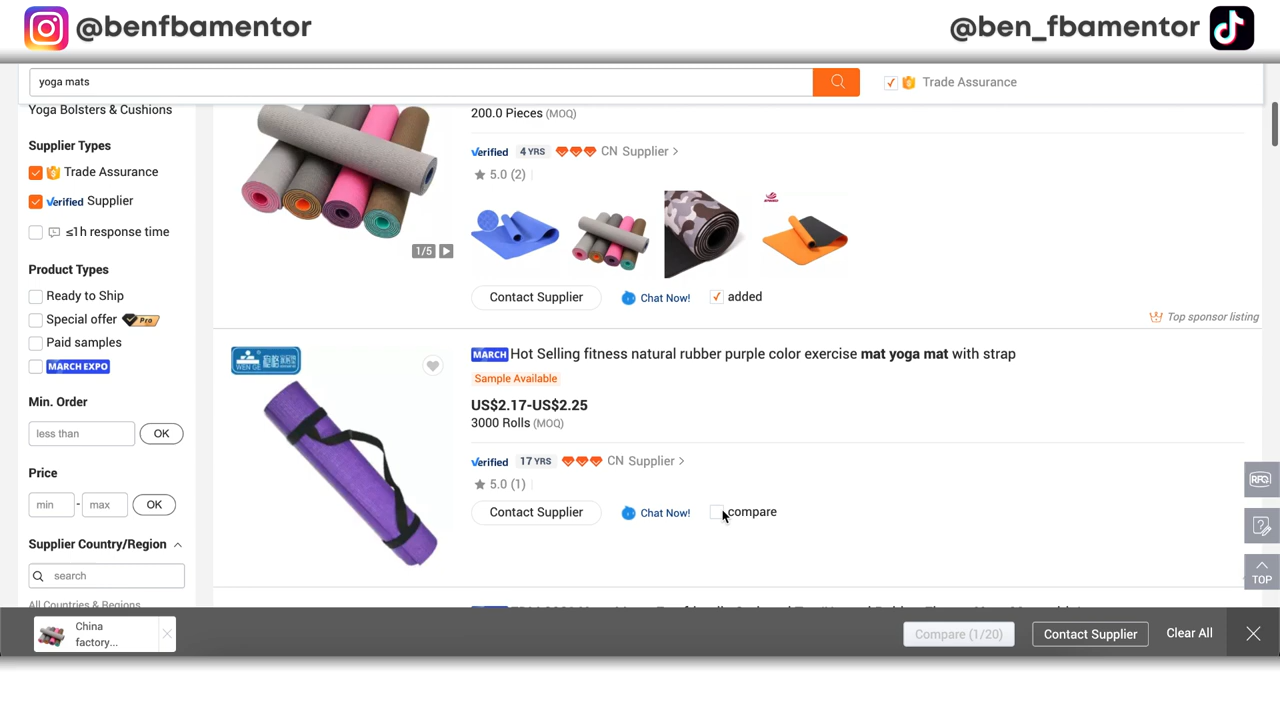 @benfbamentor
@ben_fbamentor
yoga mats
Trade Assurance
Yoga Bolsters & Cushions
Supplier Types
Trade Assurance
Verified Supplier
≤1h response time
Product Types
Ready to Ship
Special offer Pro
Paid samples
MARCH EXPO
Min. Order
less than
OK
Price
min - max OK
Supplier Country/Region
search
All Countries & Regions
200.0 Pieces (MOQ)
Verified 4 YRS CN Supplier >
5.0 (2)
1/5
Contact Supplier Chat Now! added
Top sponsor listing
WEN GE
MARCH Hot Selling fitness natural rubber purple color exercise mat yoga mat with strap
Sample Available
US$2.17-US$2.25
3000 Rolls (MOQ)
Verified 17 YRS CN Supplier >
5.0 (1)
Contact Supplier Chat Now! compare
RFQ
TOP
China
factory...
Compare (1/20)
Contact Supplier
Clear All